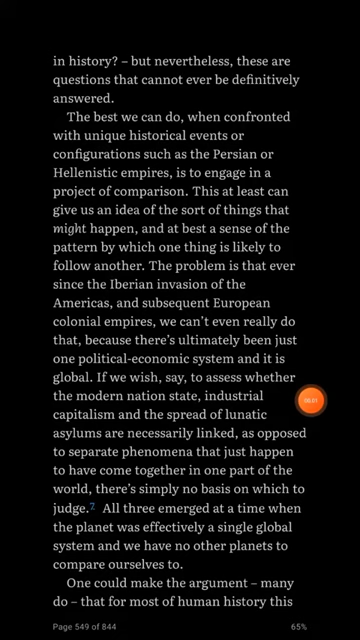 in history? – but nevertheless, these are
questions that cannot ever be definitively
answered.
The best we can do, when confronted
with unique historical events or
configurations such as the Persian or
Hellenistic empires, is to engage in a
project of comparison. This at least can
give us an idea of the sort of things that
might happen, and at best a sense of the
pattern by which one thing is likely to
follow another. The problem is that ever
since the Iberian invasion of the
Americas, and subsequent European
colonial empires, we can’t even really do
that, because there’s ultimately been just
one political-economic system and it is
global. If we wish, say, to assess whether
the modern nation state, industrial
capitalism and the spread of lunatic
asylums are necessarily linked, as opposed
to separate phenomena that just happen
to have come together in one part of the
world, there’s simply no basis on which to
judge.7 All three emerged at a time when
the planet was effectively a single global
system and we have no other planets to
compare ourselves to.
One could make the argument – many
do – that for most of human history this
00:01
Page 549 of 844 65%